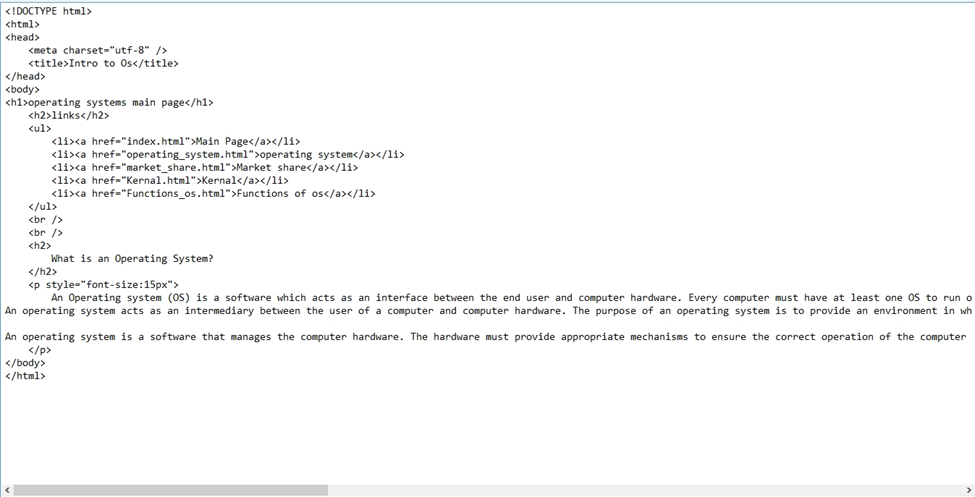 <!DOCTYPE html>
<html>
<head>
<meta charset="utf-8" />
<title>Intro to Os</title>
</head>
<body>
<h1>operating systems main page</h1>
<h2>links</h2>
<ul>
<li><a href="index.html">Main Page</a></li>
<li><a href="operating_system.html">operating system</a></li>
<li><a href="market_share.html">Market share</a></li>
<li><a href="Kernal.html">Kernal</a></li>
<li><a href="Functions_os.html">Functions of os</a></li>
</ul>
<br />
<br />
<h2>
What is an Operating System?
</h2>
<p style="font-size:15px">
An Operating system (OS) is a software which acts as an interface between the end user and computer hardware. Every computer must have at least one OS to run o
An operating system acts as an intermediary between the user of a computer and computer hardware. The purpose of an operating system is to provide an environment in wh
An operating system is a software that manages the computer hardware. The hardware must provide appropriate mechanisms to ensure the correct operation of the computer
</p>
</body>
</html>